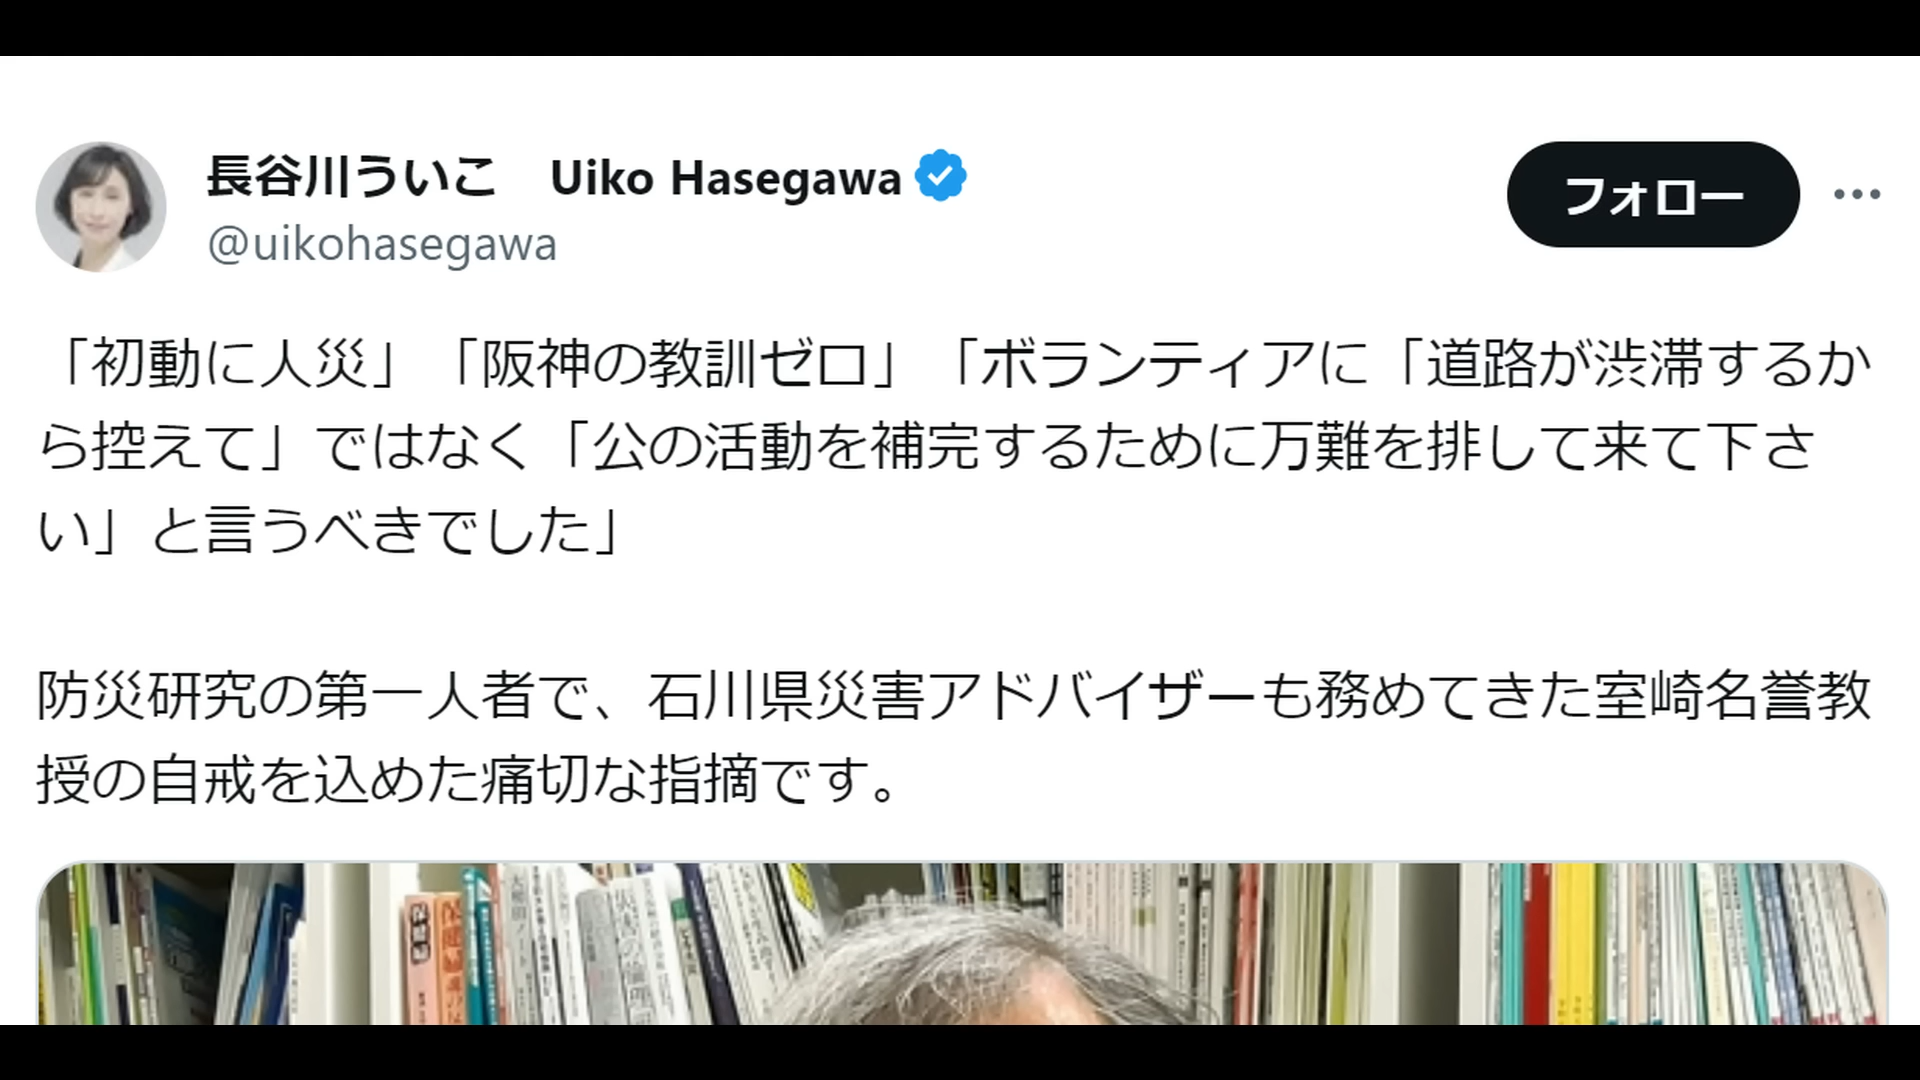 長谷川ういこ　Uiko Hasegawa
フォロー
@uikohasegawa
「初動に人災」「阪神の教訓ゼロ」「ボランティアに「道路が渋滞するか
ら控えて」ではなく「公の活動を補完するために万難を排して来て下さ
い」と言うべきでした」
防災研究の第一人者で、石川県災害アドバイザーも務めてきた室崎名誉教
授の自戒を込めた痛切な指摘です。